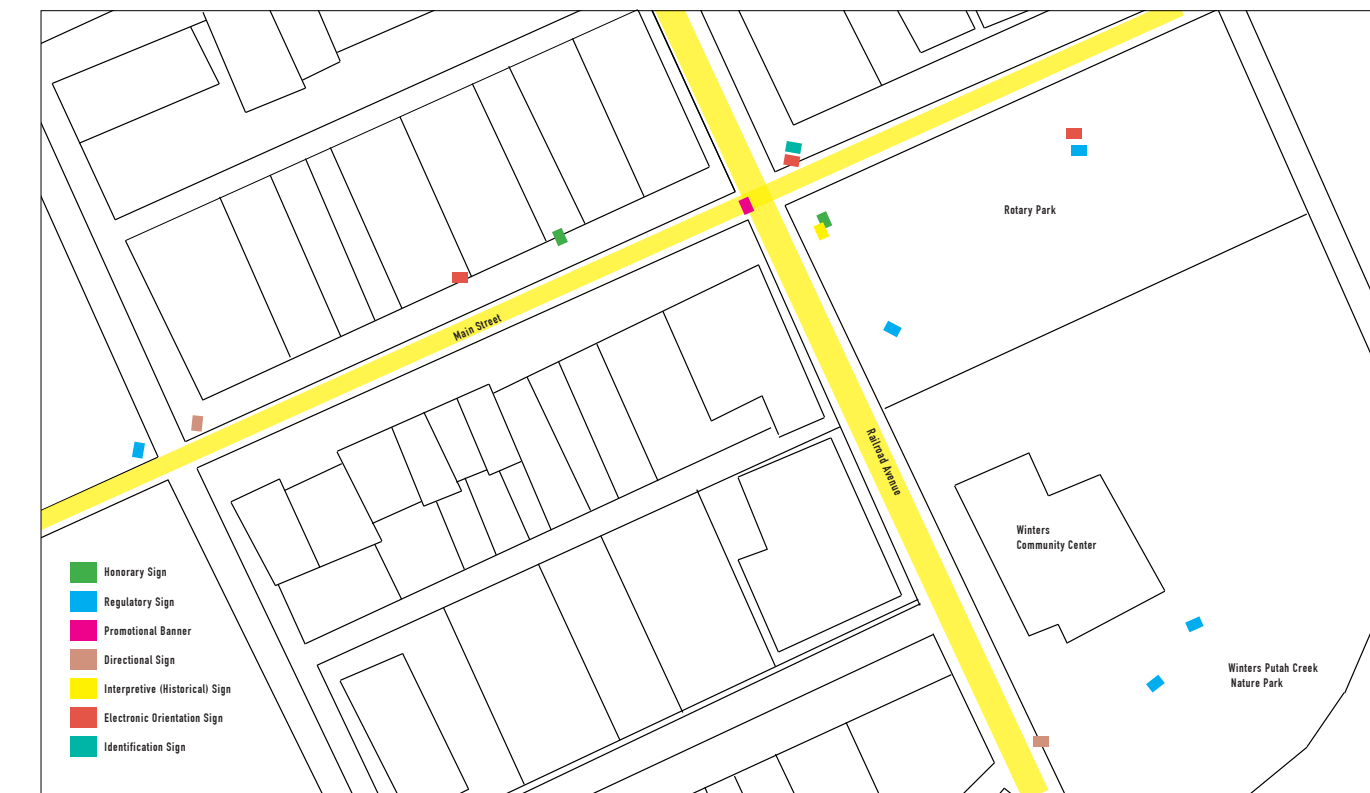 Rotary Park
Main Street
Railroad Avenue
Winters
Community Center
Winters Putah Creek
Nature Park
Honorary Sign
Regulatory Sign
Promotional Banner
Directional Sign
Interpretive (Historical) Sign
Electronic Orientation Sign
Identification Sign